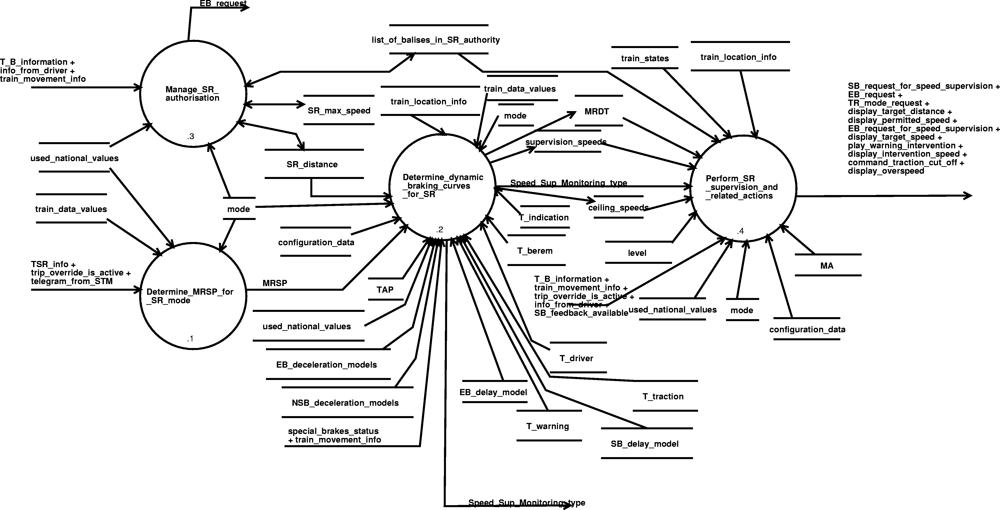 EB_request
list_of_balises_in_SR_authority
train_states
train_location_info
T_B_information +
info_from_driver +
train_movement_info
Manage_SR_
authorisation
.3
SR_max_speed
train_location_info
train_data_values
mode
MRDT
supervision_speeds
SB_request_for_speed_supervision +
EB_request +
TR_mode_request +
display_target_distance +
display_permitted_speed +
EB_request_for_speed_supervision +
display_target_speed +
play_warning_intervention +
display_intervention_speed +
command_traction_cut_off +
display_overspeed
used_national_values
SR_distance
Determine_dynamic
_braking_curves
_for_SR
.2
Speed_Sup_Monitoring_type
Perform_SR
_supervision_and
_related_actions
.4
train_data_values
mode
ceiling_speeds
T_indication
configuration_data
T_berem
level
MA
TSR_info +
trip_override_is_active +
telegram_from_STM
Determine_MRSP_for
_SR_mode
.1
MRSP
TAP
T_B_information +
train_movement_info +
trip_override_is_active +
info_from_driver +
SB_feedback_available
used_national_values
mode
configuration_data
used_national_values
EB_deceleration_models
T_driver
NSB_deceleration_models
EB_delay_model
T_traction
special_brakes_status
+ train_movement_info
T_warning
SB_delay_model
Speed_Sup_Monitoring_type